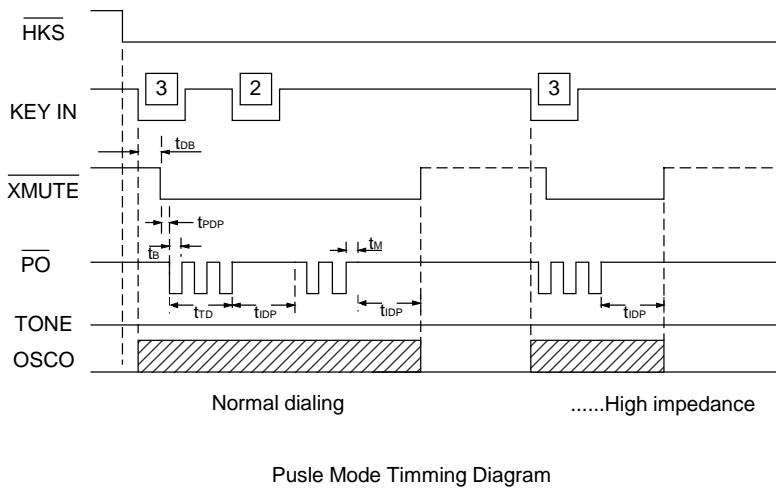 HKS
3 2 3
KEY IN
tDB
XMUTE
tPDP
tB tM
PO
tTD tIDP tIDP tIDP
TONE
OSCO
Normal dialing ......High impedance
Pusle Mode Timming Diagram